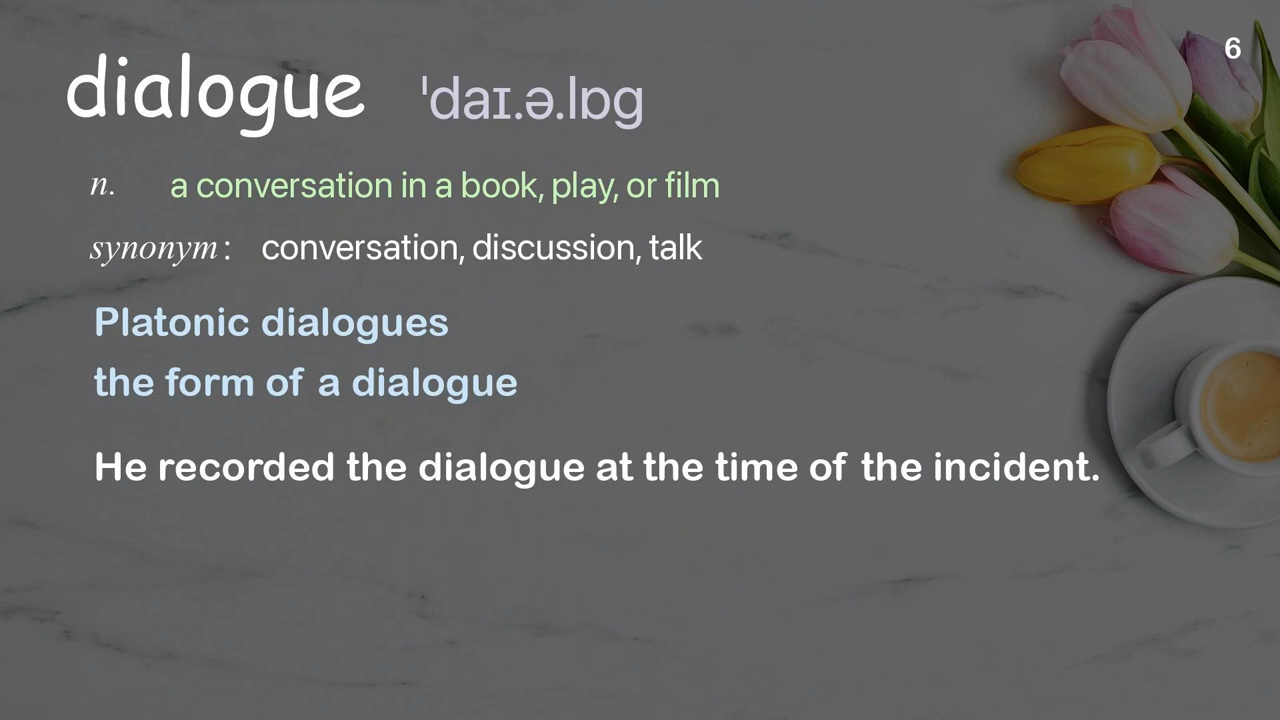 6
dialogue ˈdaɪ.ə.lɒg
n. a conversation in a book, play, or film
synonym: conversation, discussion, talk
Platonic dialogues
the form of a dialogue
He recorded the dialogue at the time of the incident.